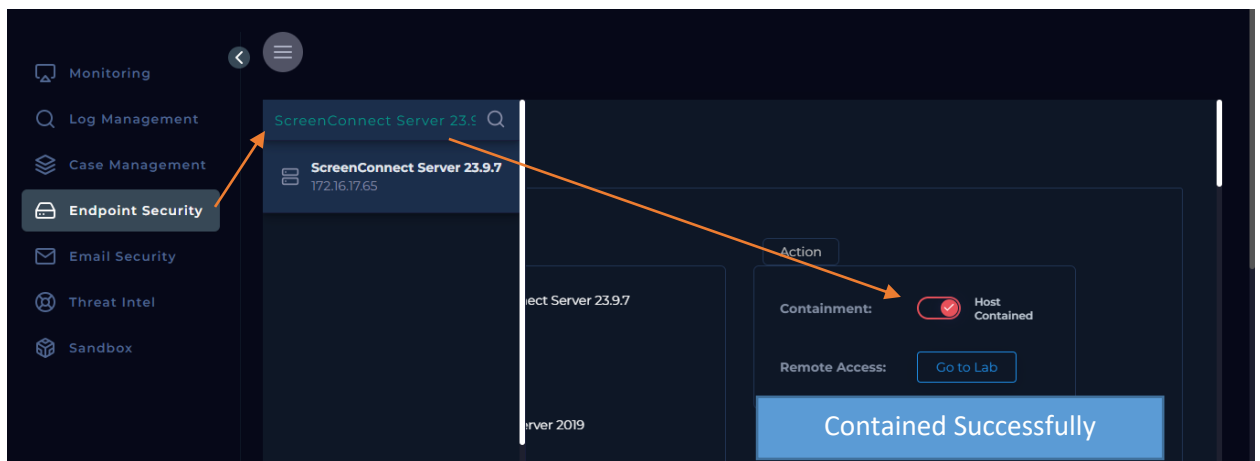 Monitoring
Log Management
Case Management
Endpoint Security
Email Security
Threat Intel
Sandbox
ScreenConnect Server 23.9
ScreenConnect Server 23.9.7
172.16.17.65
ect Server 23.9.7
erver 2019
Action
Containment:
Host
Contained
Remote Access:
Go to Lab
Contained Successfully